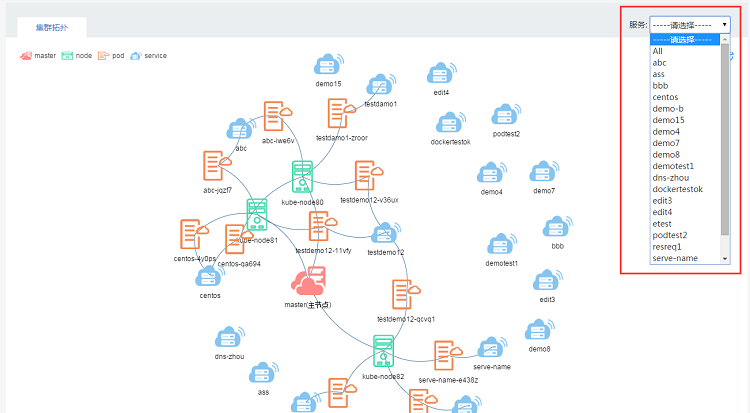 集群拓扑
服务: -----请选择-----
master node pod service
-----请选择-----
All
abc
ass
bbb
centos
demo-b
demo15
demo4
demo7
demo8
demotest1
dns-zhou
dockertestok
edit3
edit4
etest
podtest2
resreq1
serve-name
demo15
testdamo1
edit4
abc
abc-iwe6v
testdamo1-zroor
dockertestok
podtest2
abc-jqzf7
kube-node80
testdemo12-v36ux
demo4
demo7
kube-node81
testdemo12-11vfy
testdemo12
bbb
centos-4y0ps
centos-qa694
demotest1
centos
master(主节点)
edit3
testdemo12-qcvq1
dns-zhou
demo8
kube-node82
serve-name
serve-name-e438z
ass